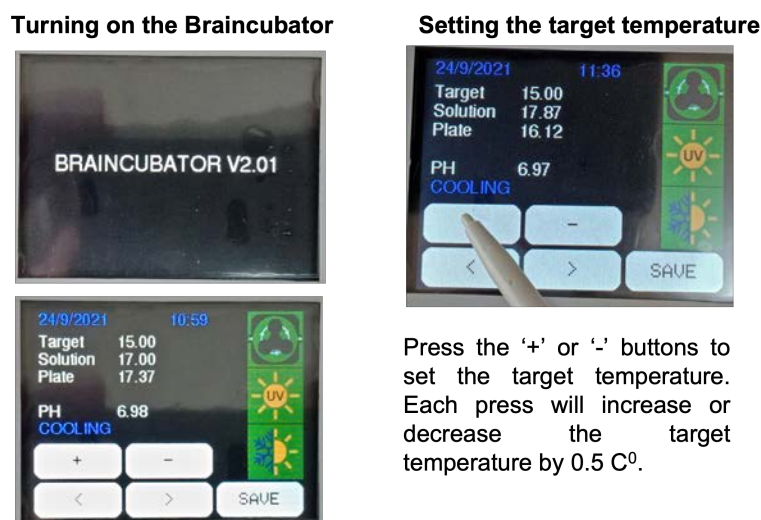 Turning on the Braincubator
BRAINCUBATOR V2.01
24/9/2021 10:59
Target 15.00
Solution 17.00
Plate 17.37
UV
PH 6.98
COOLING
+ -
< > SAVE
Setting the target temperature
24/9/2021 11:36
Target 15.00
Solution 17.87
Plate 16.12
UV
PH 6.97
COOLING
-
< > SAVE
Press the ‘+’ or ‘-’ buttons to
set the target temperature.
Each press will increase or
decrease the target
temperature by 0.5 C⁰.